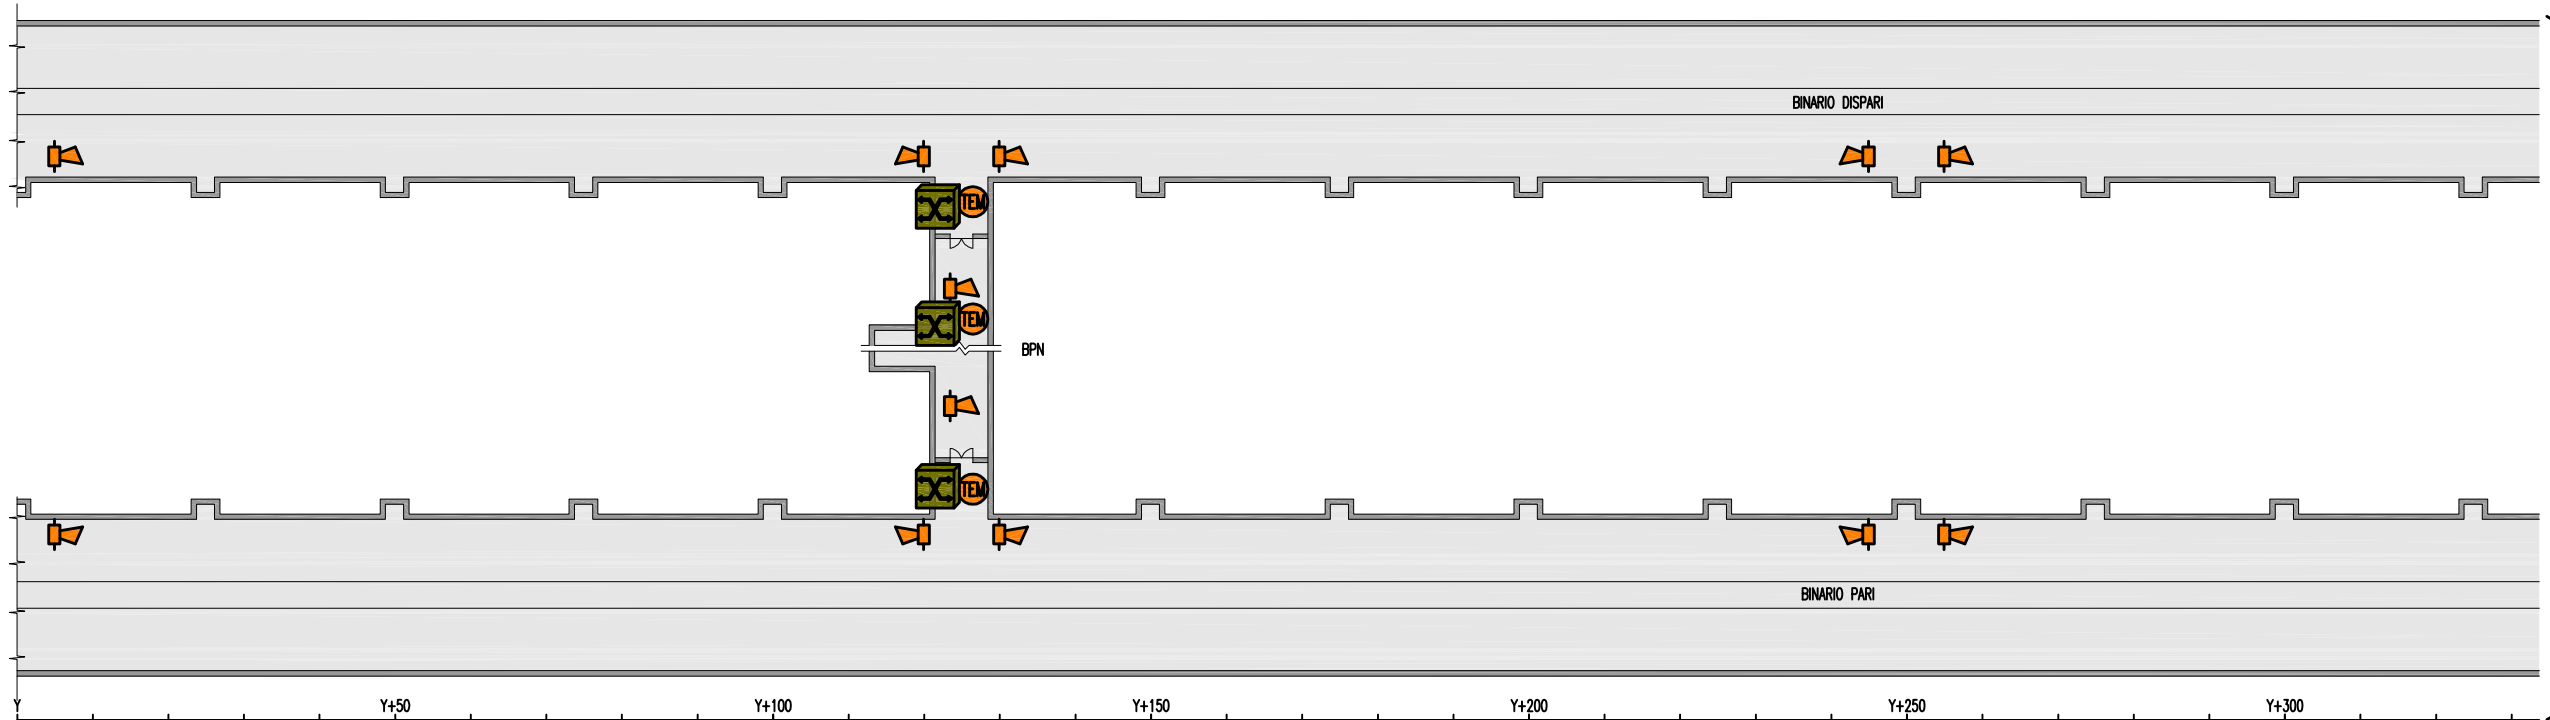 BINARIO DISPARI
TEM
TEM
BPN
TEM
BINARIO PARI
Y Y+50 Y+100 Y+150 Y+200 Y+250 Y+300